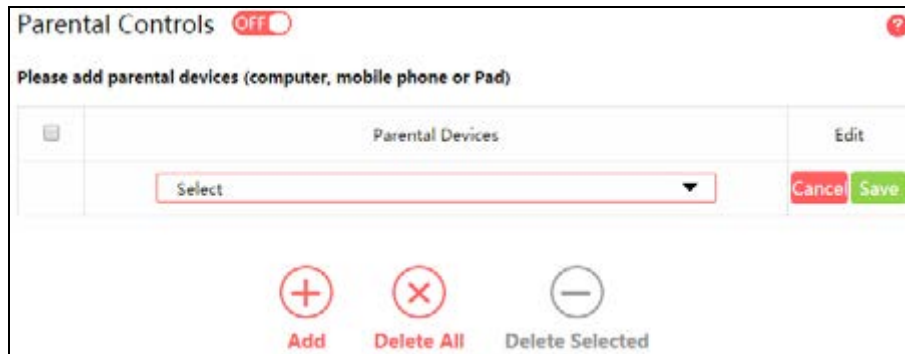 Parental Controls OFF ?
Please add parental devices (computer, mobile phone or Pad)
Parental Devices Edit
Select Cancel Save
Add Delete All Delete Selected